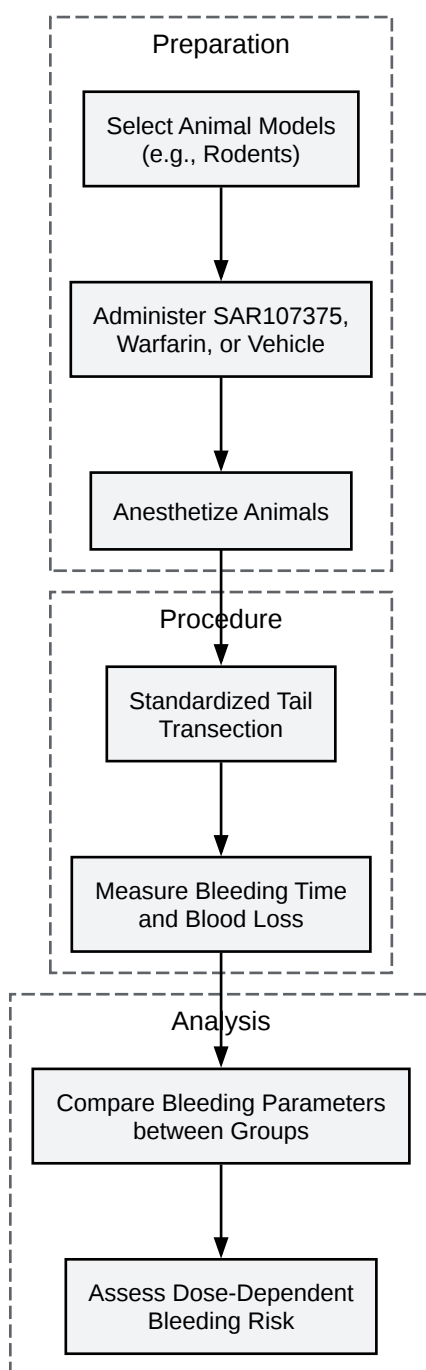 Preparation
Select Animal Models
(e.g., Rodents)
Administer SAR107375,
Warfarin, or Vehicle
Anesthetize Animals
Procedure
Standardized Tail
Transection
Measure Bleeding Time
and Blood Loss
Analysis
Compare Bleeding Parameters
between Groups
Assess Dose-Dependent
Bleeding Risk